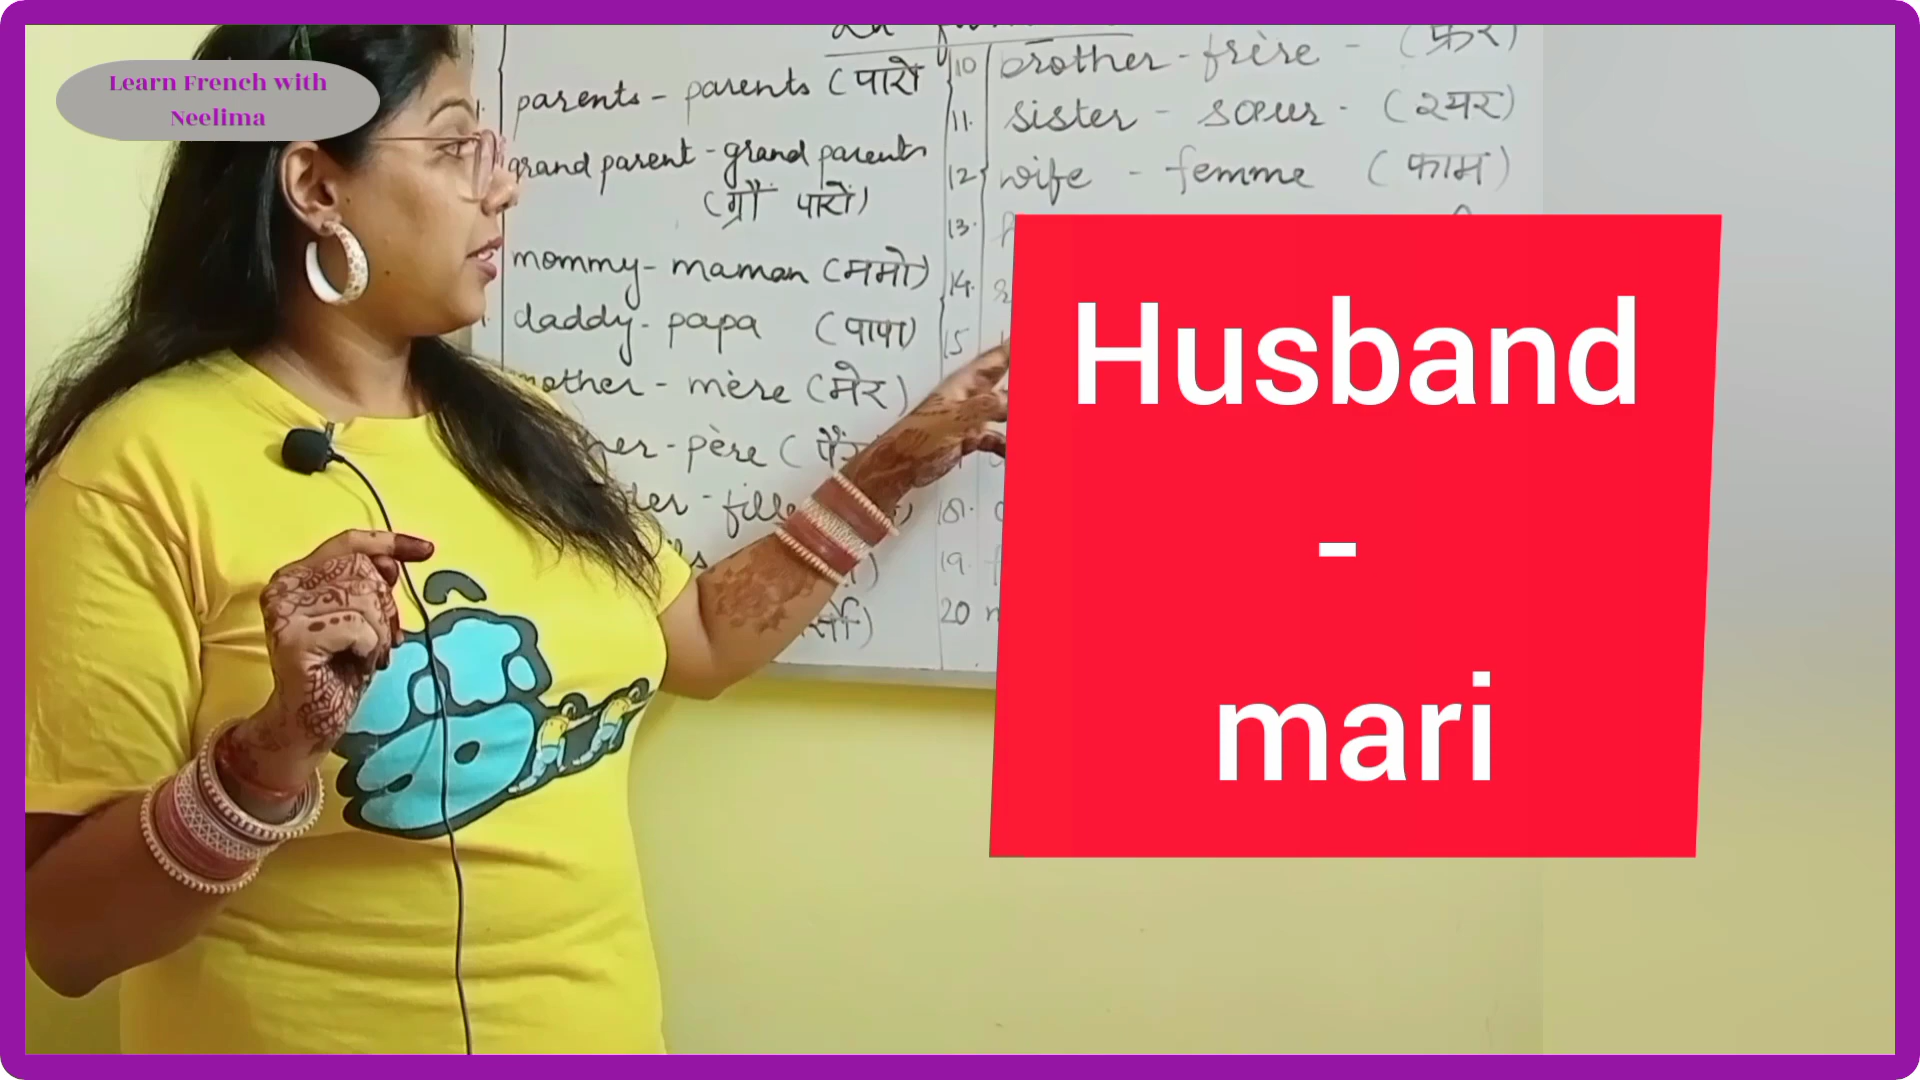 Learn French with
Neelima
parents - parents (पारों
grand parent - grand parents
(ग्रौं पारों)
mommy - maman (ममों)
daddy - papa (पापा)
mother - mère (मेर)
père (
fille
10 brother - frère - (फ्रेर)
11. sister - sœur - (स्यर)
12 wife - femme (फाम)
13.
14.
15
18.
19.
20
Husband
-
mari